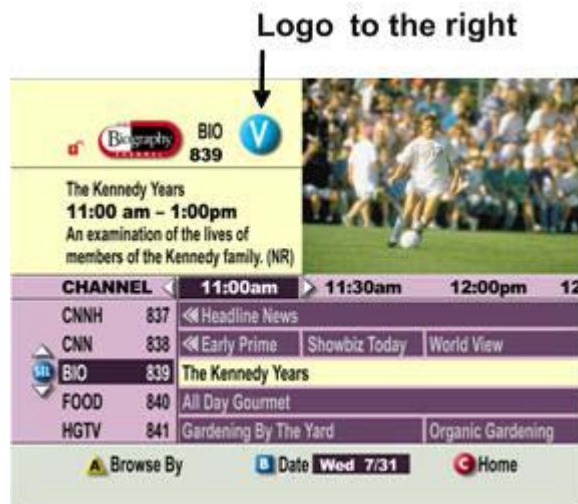 Logo to the right
Biography
CHANNEL
BIO
839
V
The Kennedy Years
11:00 am – 1:00pm
An examination of the lives of
members of the Kennedy family. (NR)
CHANNEL 11:00am 11:30am 12:00pm 12
CNNH 837 Headline News
CNN 838 Early Prime Showbiz Today World View
SEL BIO 839 The Kennedy Years
FOOD 840 All Day Gourmet
HGTV 841 Gardening By The Yard Organic Gardening
A Browse By B Date Wed 7/31 C Home